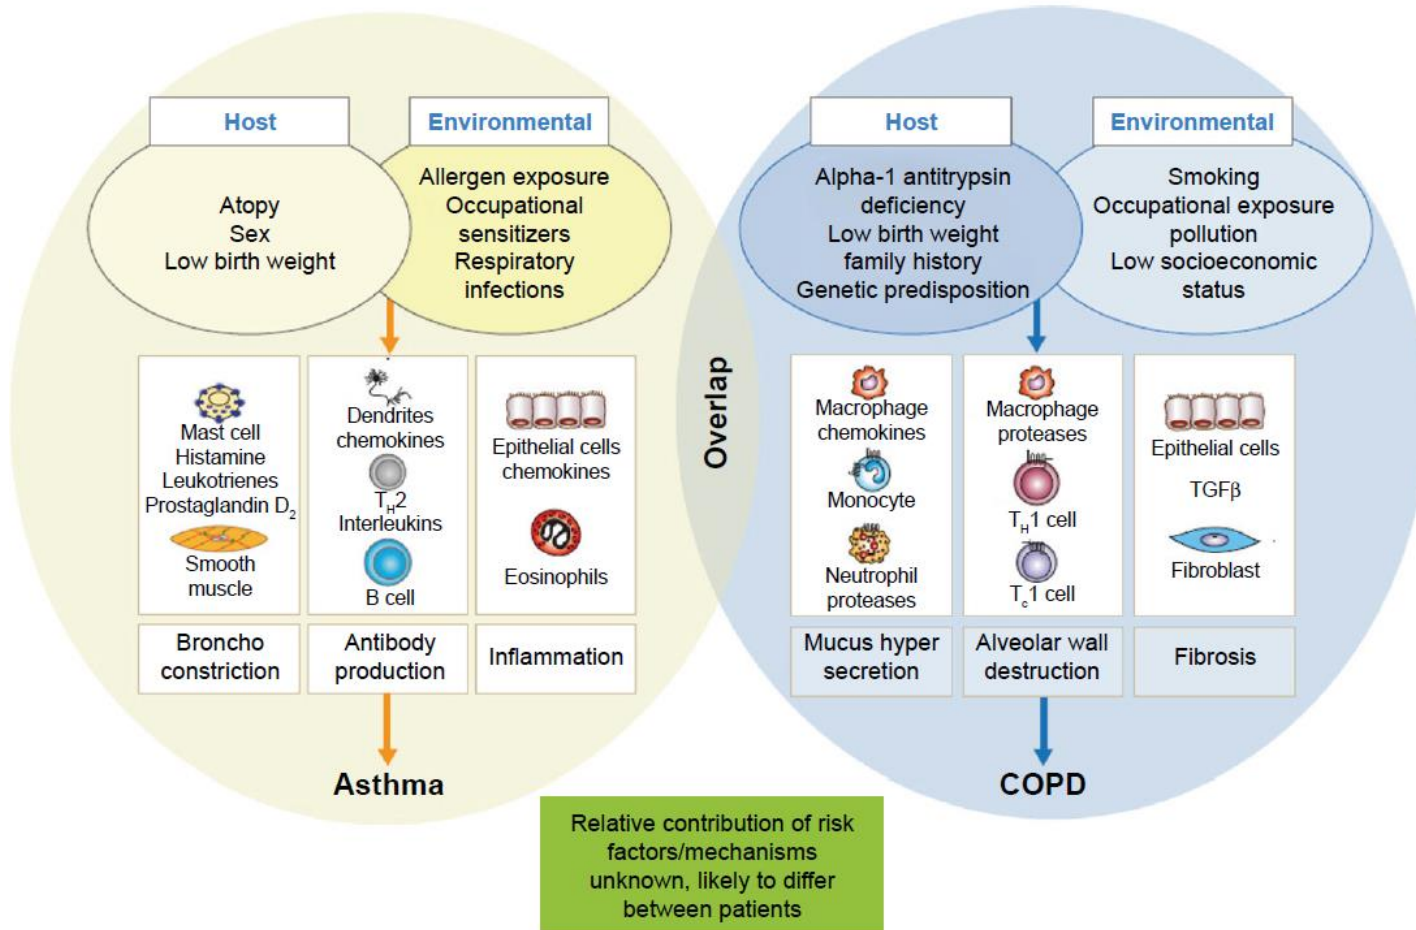 Host
Environmental
Atopy
Sex
Low birth weight
Allergen exposure
Occupational
sensitizers
Respiratory
infections
Mast cell
Histamine
Leukotrienes
Prostaglandin D₂
Smooth
muscle
Dendrites
chemokines
T_H2
Interleukins
B cell
Epithelial cells
chemokines
Eosinophils
Broncho
constriction
Antibody
production
Inflammation
Asthma
Overlap
Host
Environmental
Alpha-1 antitrypsin
deficiency
Low birth weight
family history
Genetic predisposition
Smoking
Occupational exposure
pollution
Low socioeconomic
status
Macrophage
chemokines
Monocyte
Neutrophil
proteases
Macrophage
proteases
T_H1 cell
T_c1 cell
Epithelial cells
TGFβ
Fibroblast
Mucus hyper
secretion
Alveolar wall
destruction
Fibrosis
COPD
Relative contribution of risk
factors/mechanisms
unknown, likely to differ
between patients